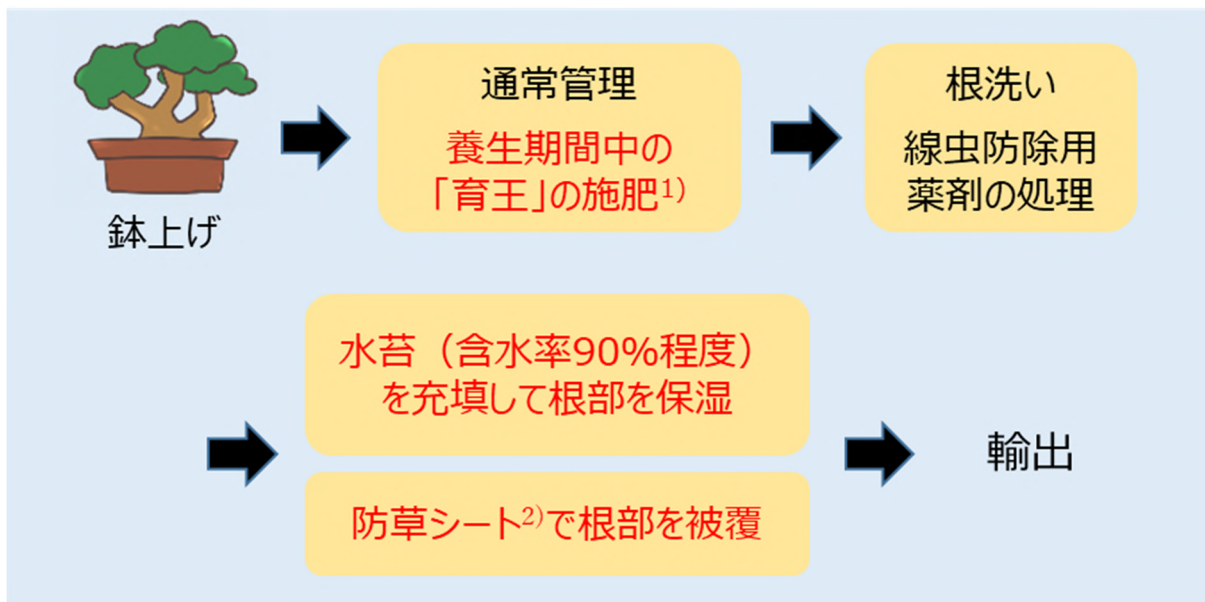 鉢上げ
通常管理
養生期間中の
「育王」の施肥1)
根洗い
線虫防除用
薬剤の処理
水苔（含水率90%程度）
を充填して根部を保湿
防草シート2)で根部を被覆
輸出